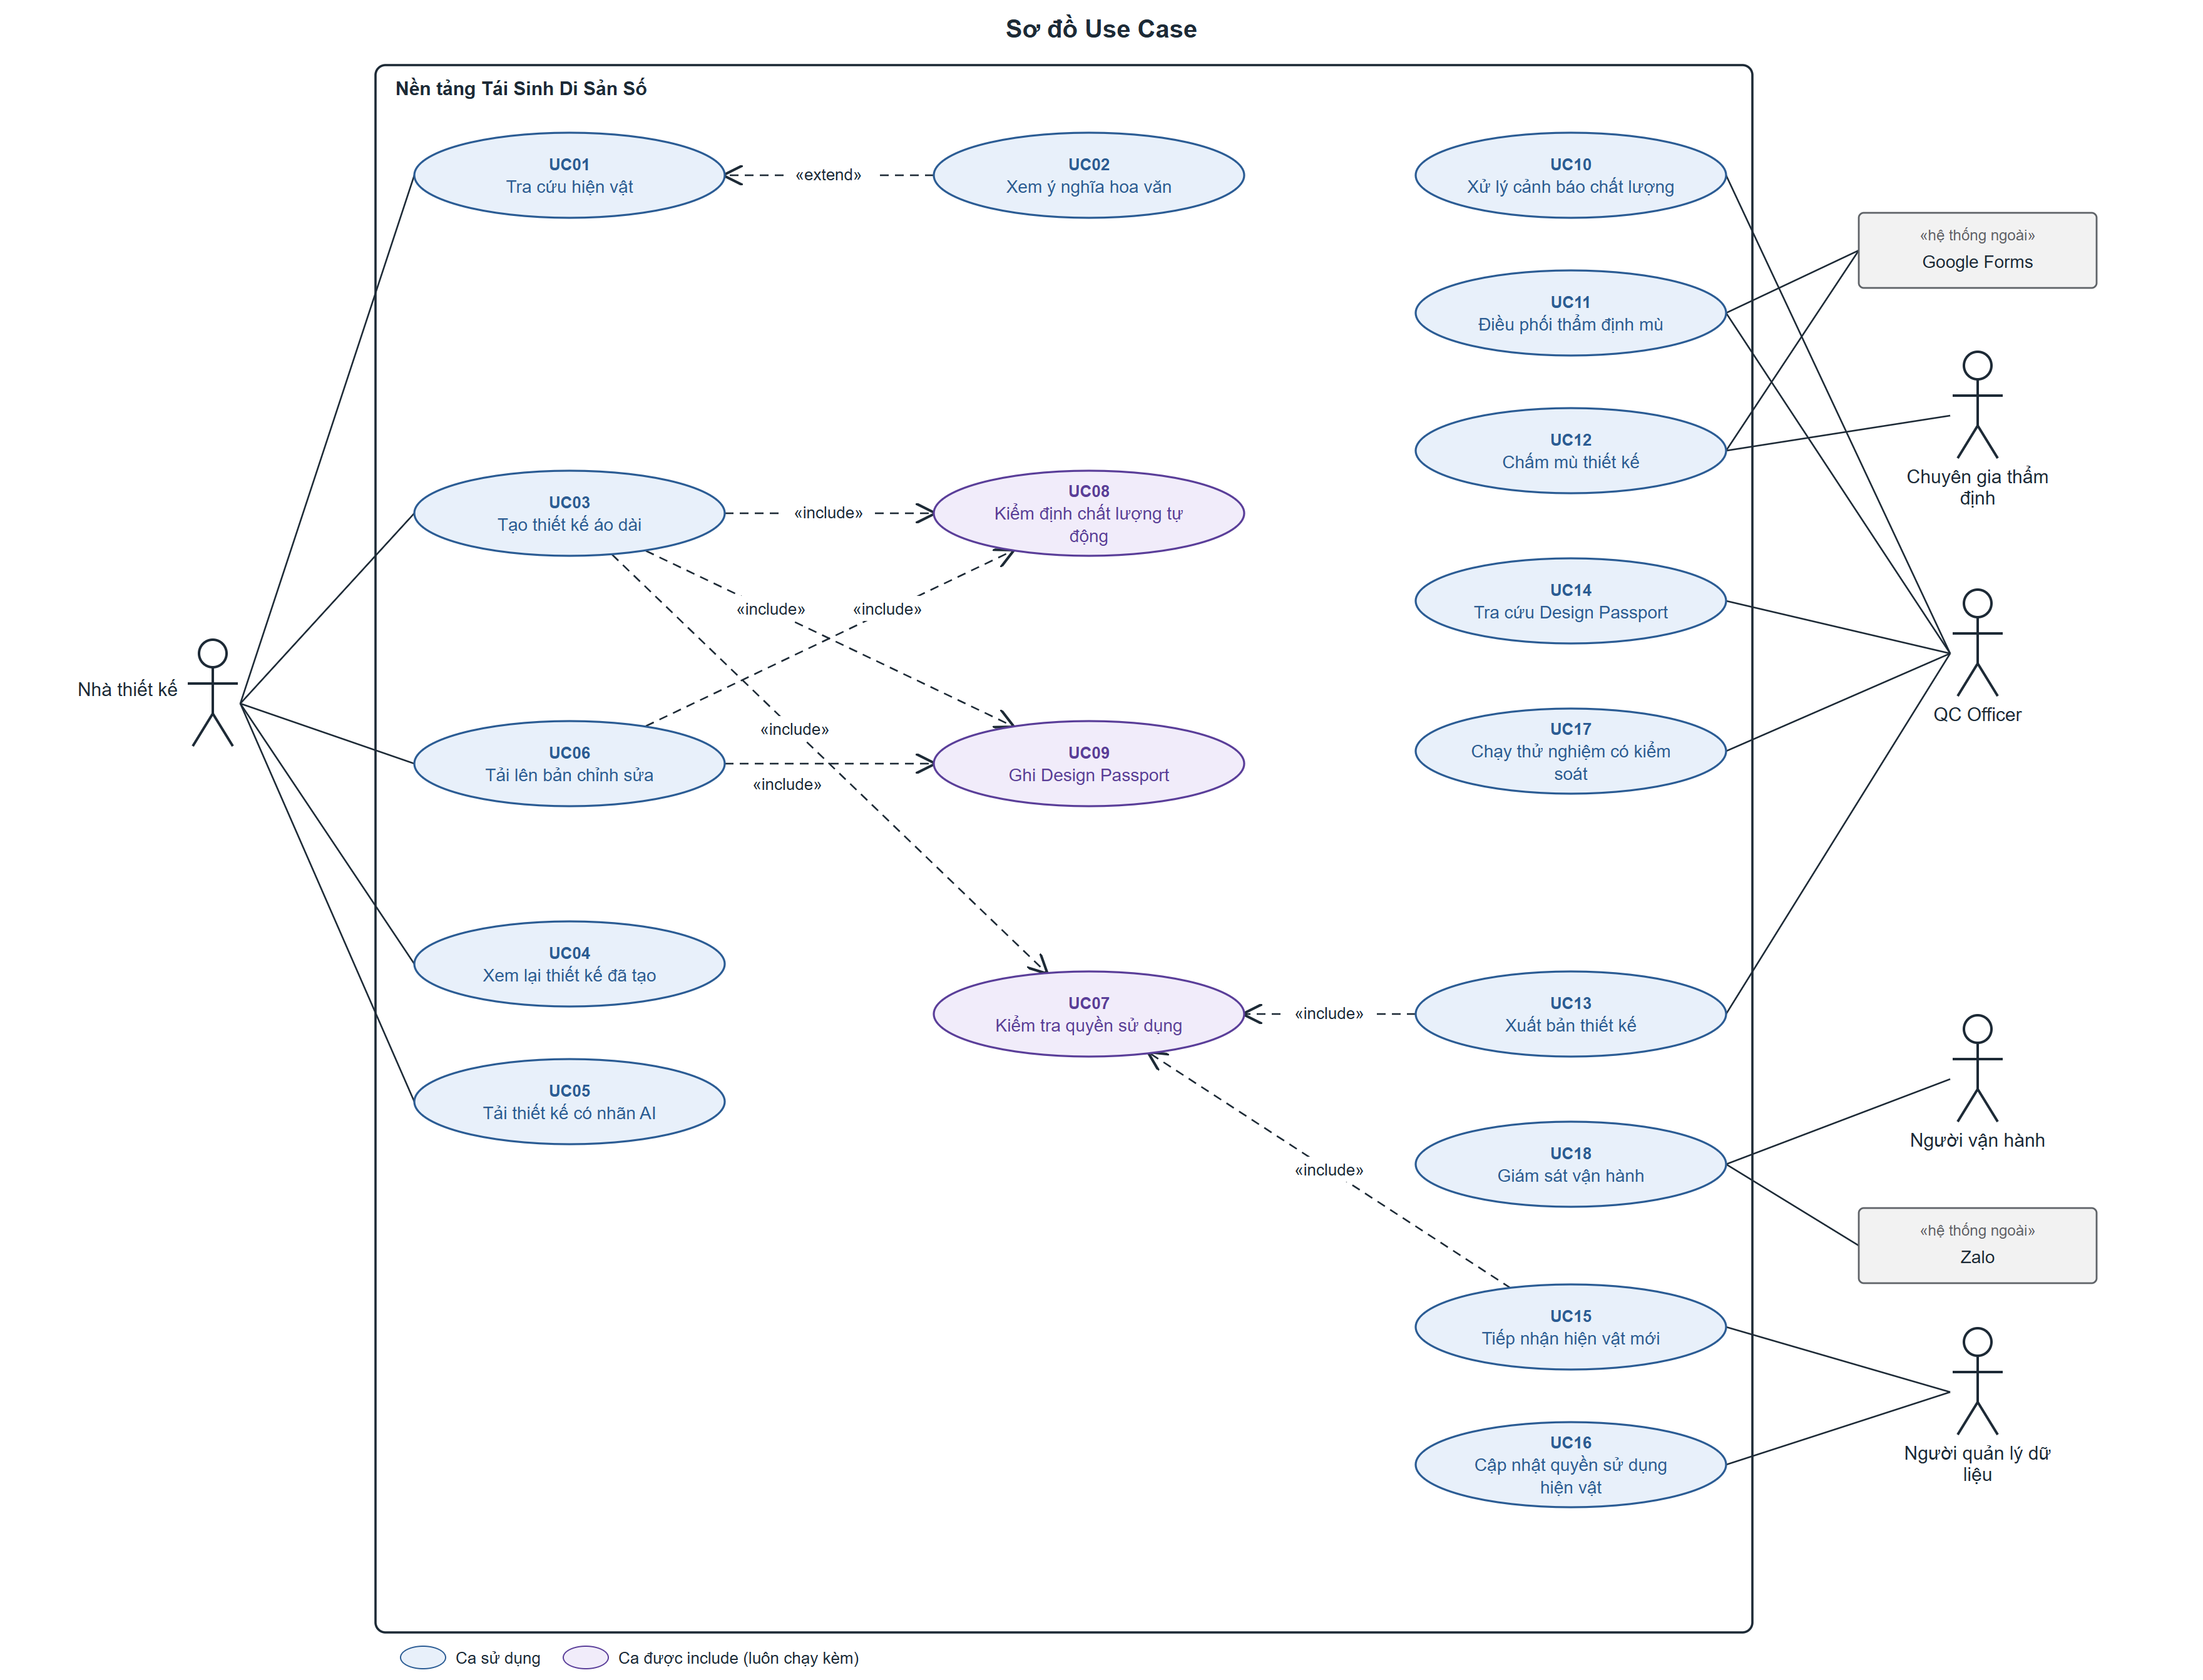 Sơ đồ Use Case
Nền tảng Tái Sinh Di Sản Số
UC01
Tra cứu hiện vật
«extend»
UC02
Xem ý nghĩa hoa văn
UC10
Xử lý cảnh báo chất lượng
«hệ thống ngoài»
Google Forms
UC11
Điều phối thẩm định mù
UC12
Chấm mù thiết kế
Chuyên gia thẩm
định
UC03
Tạo thiết kế áo dài
«include»
UC08
Kiểm định chất lượng tự
động
«include»
«include»
UC14
Tra cứu Design Passport
Nhà thiết kế
QC Officer
«include»
UC06
Tải lên bản chỉnh sửa
«include»
UC09
Ghi Design Passport
UC17
Chạy thử nghiệm có kiểm
soát
UC04
Xem lại thiết kế đã tạo
UC07
Kiểm tra quyền sử dụng
«include»
UC13
Xuất bản thiết kế
UC05
Tải thiết kế có nhãn AI
Người vận hành
«include»
UC18
Giám sát vận hành
«hệ thống ngoài»
Zalo
UC15
Tiếp nhận hiện vật mới
UC16
Cập nhật quyền sử dụng
hiện vật
Người quản lý dữ
liệu
Ca sử dụng
Ca được include (luôn chạy kèm)